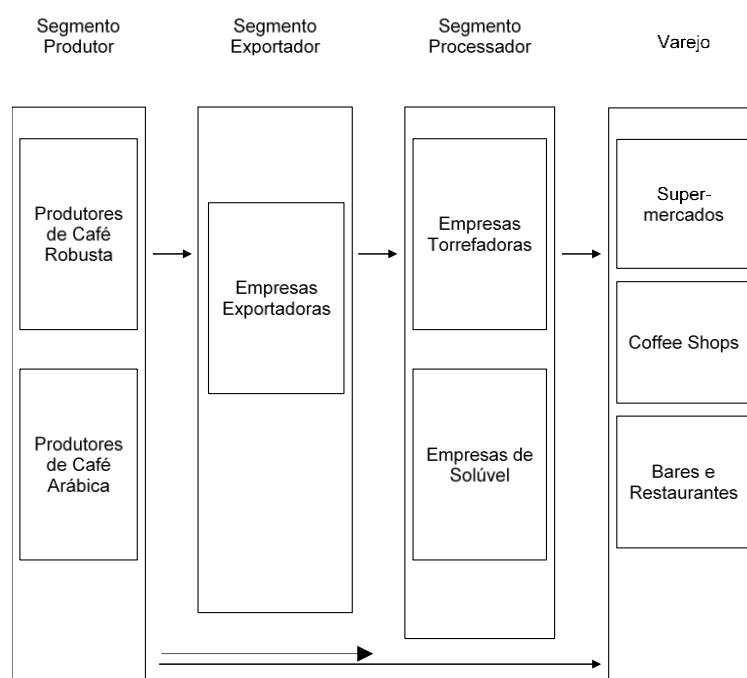 Segmento
Produtor
Segmento
Exportador
Segmento
Processador
Varejo
Produtores
de Café
Robusta
Produtores
de Café
Arábica
Empresas
Exportadoras
Empresas
Torrefadoras
Empresas de
Solúvel
Super-
mercados
Coffee Shops
Bares e
Restaurantes